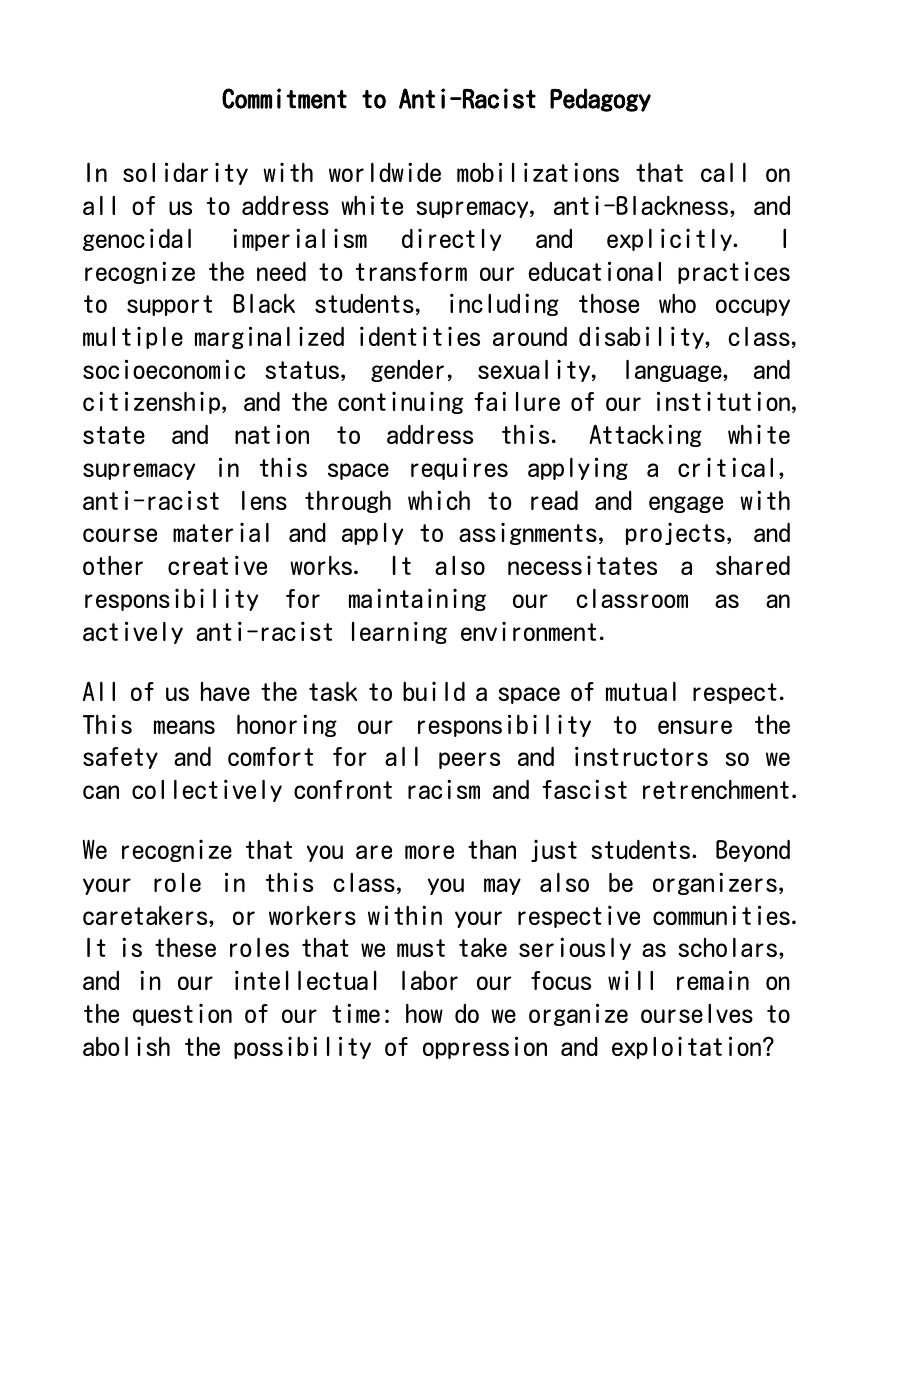 Commitment to Anti-Racist Pedagogy
In solidarity with worldwide mobilizations that call on
all of us to address white supremacy, anti-Blackness, and
genocidal imperialism directly and explicitly. I
recognize the need to transform our educational practices
to support Black students, including those who occupy
multiple marginalized identities around disability, class,
socioeconomic status, gender, sexuality, language, and
citizenship, and the continuing failure of our institution,
state and nation to address this. Attacking white
supremacy in this space requires applying a critical,
anti-racist lens through which to read and engage with
course material and apply to assignments, projects, and
other creative works. It also necessitates a shared
responsibility for maintaining our classroom as an
actively anti-racist learning environment.
All of us have the task to build a space of mutual respect.
This means honoring our responsibility to ensure the
safety and comfort for all peers and instructors so we
can collectively confront racism and fascist retrenchment.
We recognize that you are more than just students. Beyond
your role in this class, you may also be organizers,
caretakers, or workers within your respective communities.
It is these roles that we must take seriously as scholars,
and in our intellectual labor our focus will remain on
the question of our time: how do we organize ourselves to
abolish the possibility of oppression and exploitation?